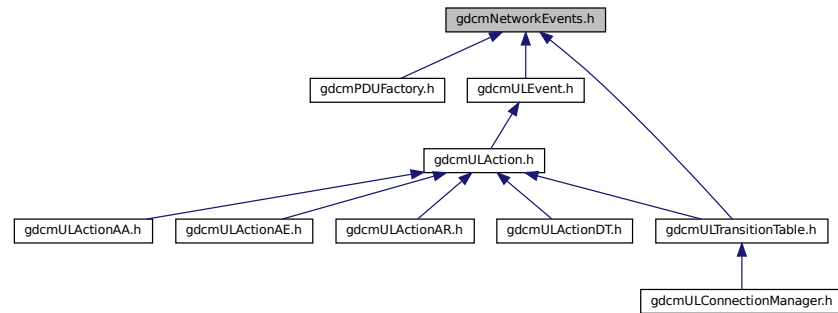 gdcmNetworkEvents.h
gdcmPDUFactory.h
gdcmULEvent.h
gdcmULAction.h
gdcmULActionAA.h
gdcmULActionAE.h
gdcmULActionAR.h
gdcmULActionDT.h
gdcmULTransitionTable.h
gdcmULConnectionManager.h